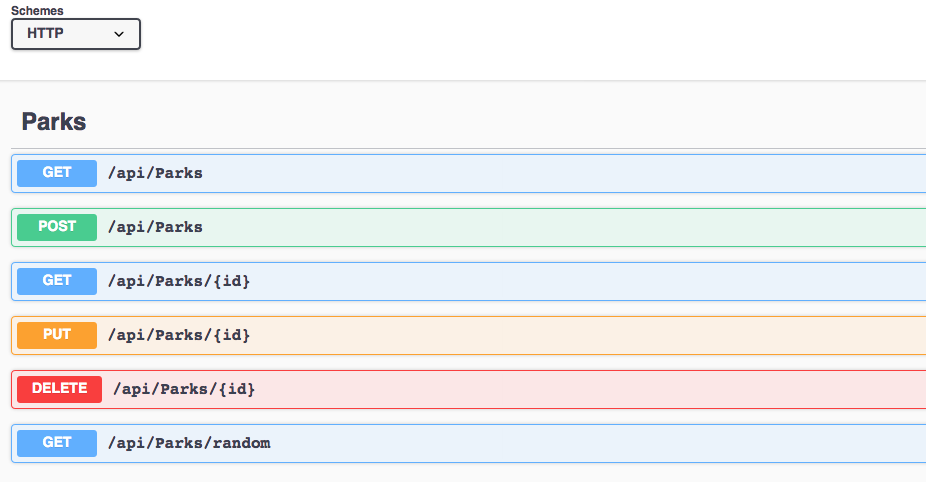 Schemes
HTTP
Parks
GET /api/Parks
POST /api/Parks
GET /api/Parks/{id}
PUT /api/Parks/{id}
DELETE /api/Parks/{id}
GET /api/Parks/random